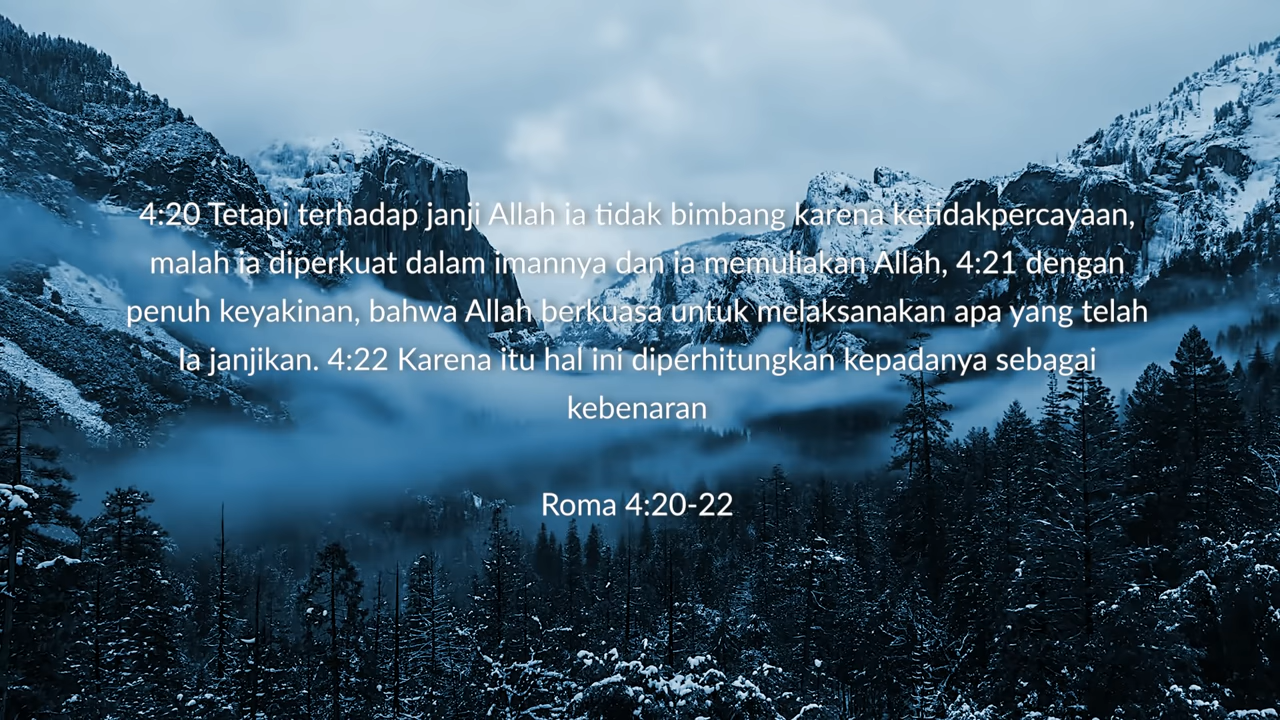 4:20 Tetapi terhadap janji Allah ia tidak bimbang karena ketidakpercayaan,
malah ia diperkuat dalam imannya dan ia memuliakan Allah, 4:21 dengan
penuh keyakinan, bahwa Allah berkuasa untuk melaksanakan apa yang telah
Ia janjikan. 4:22 Karena itu hal ini diperhitungkan kepadanya sebagai
kebenaran
Roma 4:20-22